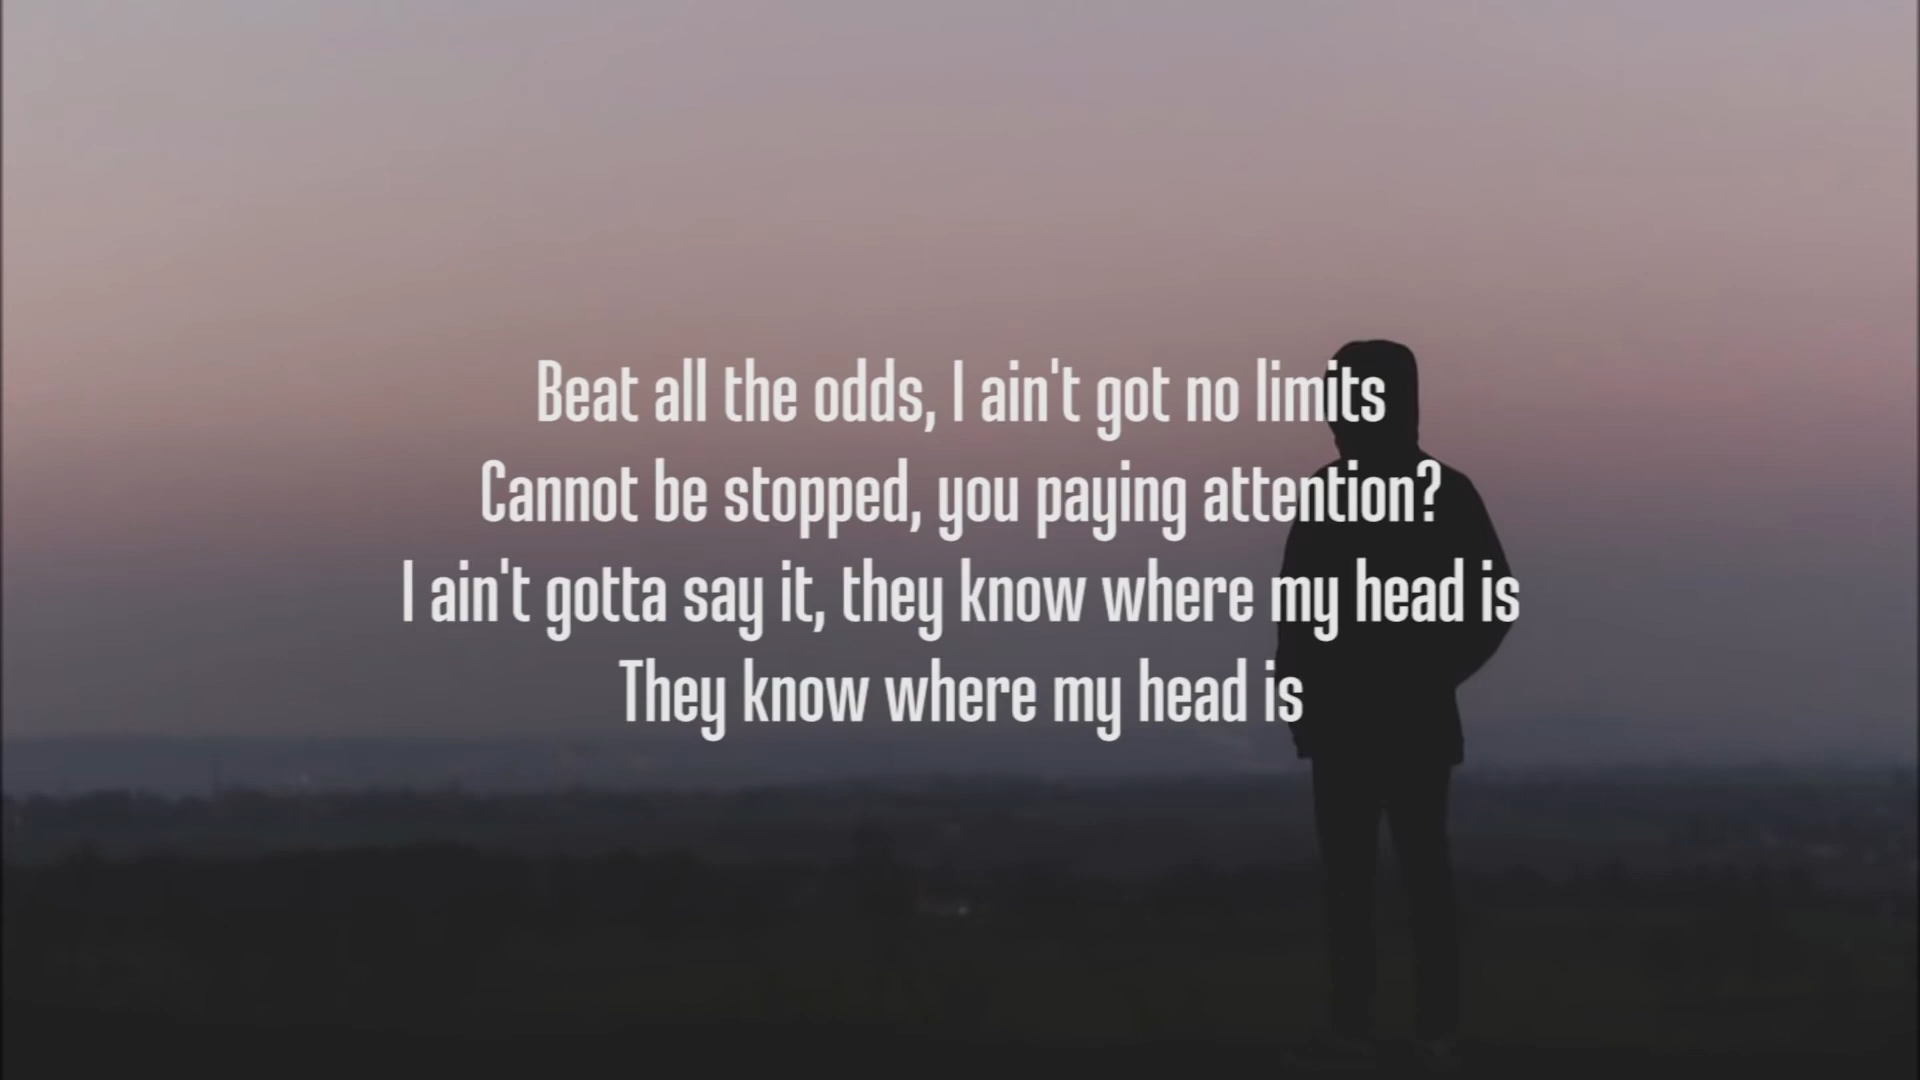 Beat all the odds, I ain't got no limits
Cannot be stopped, you paying attention?
I ain't gotta say it, they know where my head is
They know where my head is